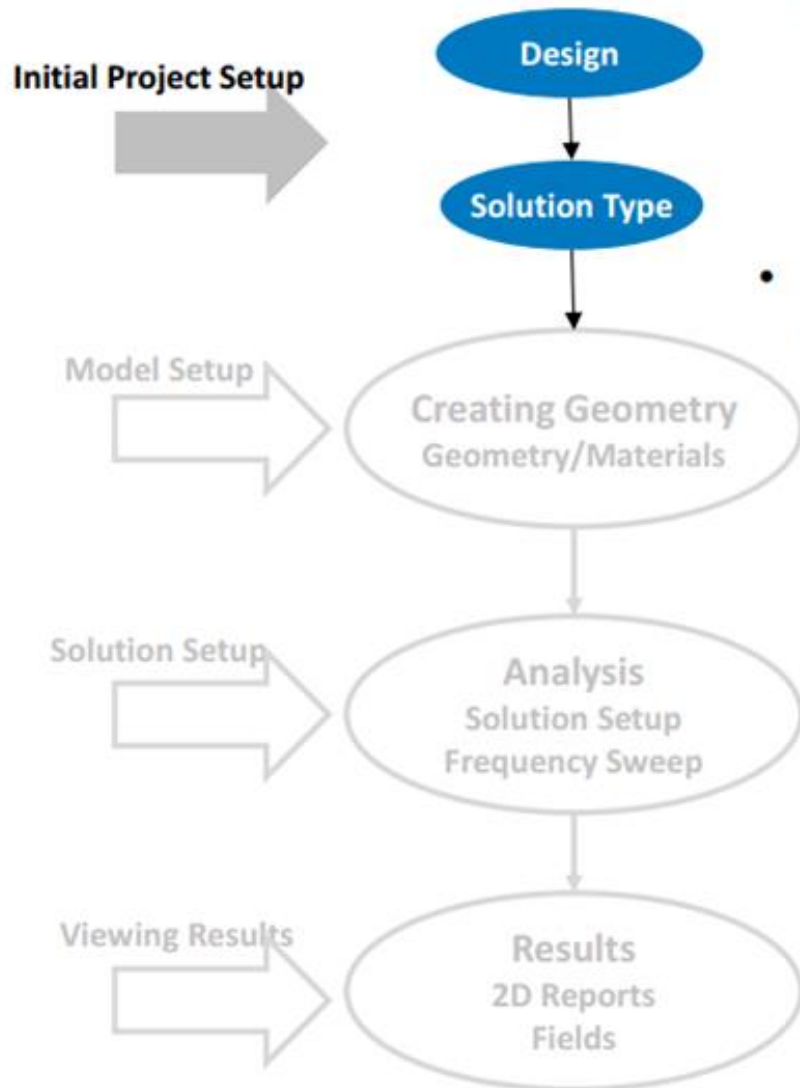 Initial Project Setup
Design
Solution Type
•
Model Setup
Creating Geometry
Geometry/Materials
Solution Setup
Analysis
Solution Setup
Frequency Sweep
Viewing Results
Results
2D Reports
Fields